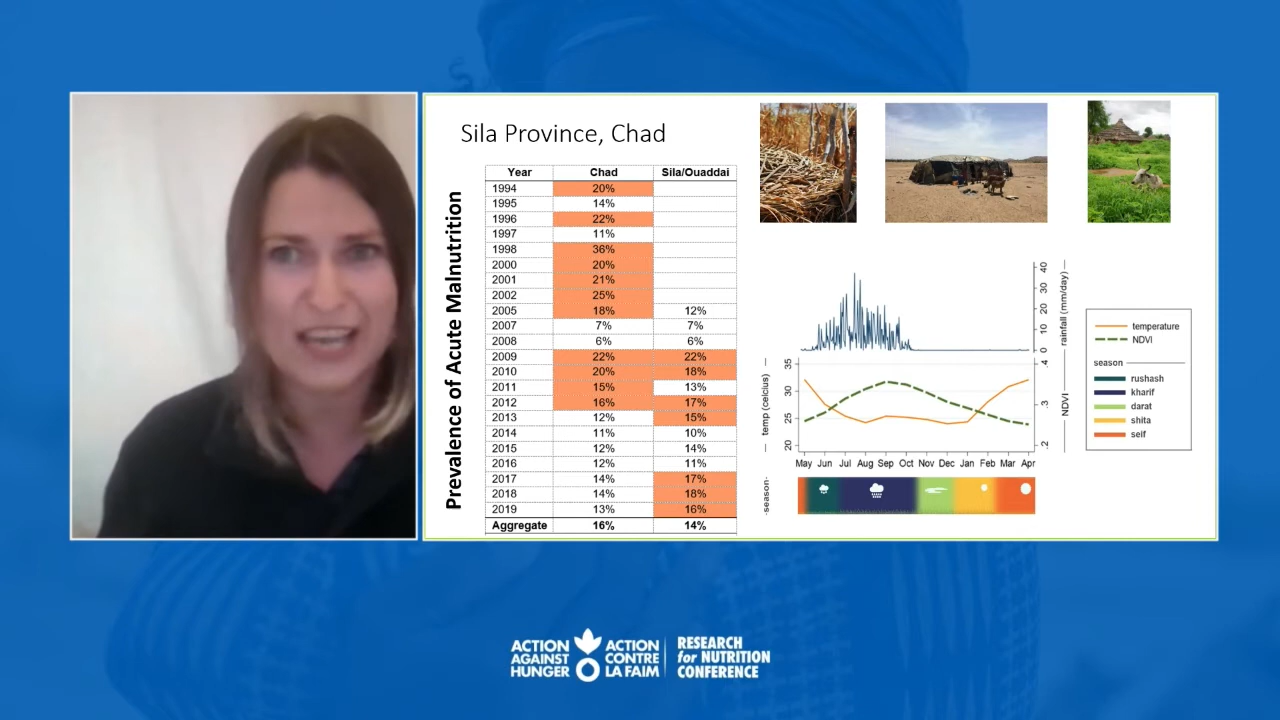 Sila Province, Chad
Prevalence of Acute Malnutrition
Year Chad Sila/Ouaddai
1994 20%
1995 14%
1996 22%
1997 11%
1998 36%
2000 20%
2001 21%
2002 25%
2005 18% 12%
2007 7% 7%
2008 6% 6%
2009 22% 22%
2010 20% 18%
2011 15% 13%
2012 16% 17%
2013 12% 15%
2014 11% 10%
2015 12% 14%
2016 12% 11%
2017 14% 17%
2018 14% 18%
2019 13% 16%
Aggregate 16% 14%
40
30
20
10
0
rainfall (mm/day)
35
30
25
20
temp (celcius)
.4
.3
.2
NDVI
May Jun Jul Aug Sep Oct Nov Dec Jan Feb Mar Apr
-season-
temperature
NDVI
season
rushash
kharif
darat
shita
seif
ACTION AGAINST HUNGER
ACTION CONTRE LA FAIM
RESEARCH for NUTRITION CONFERENCE